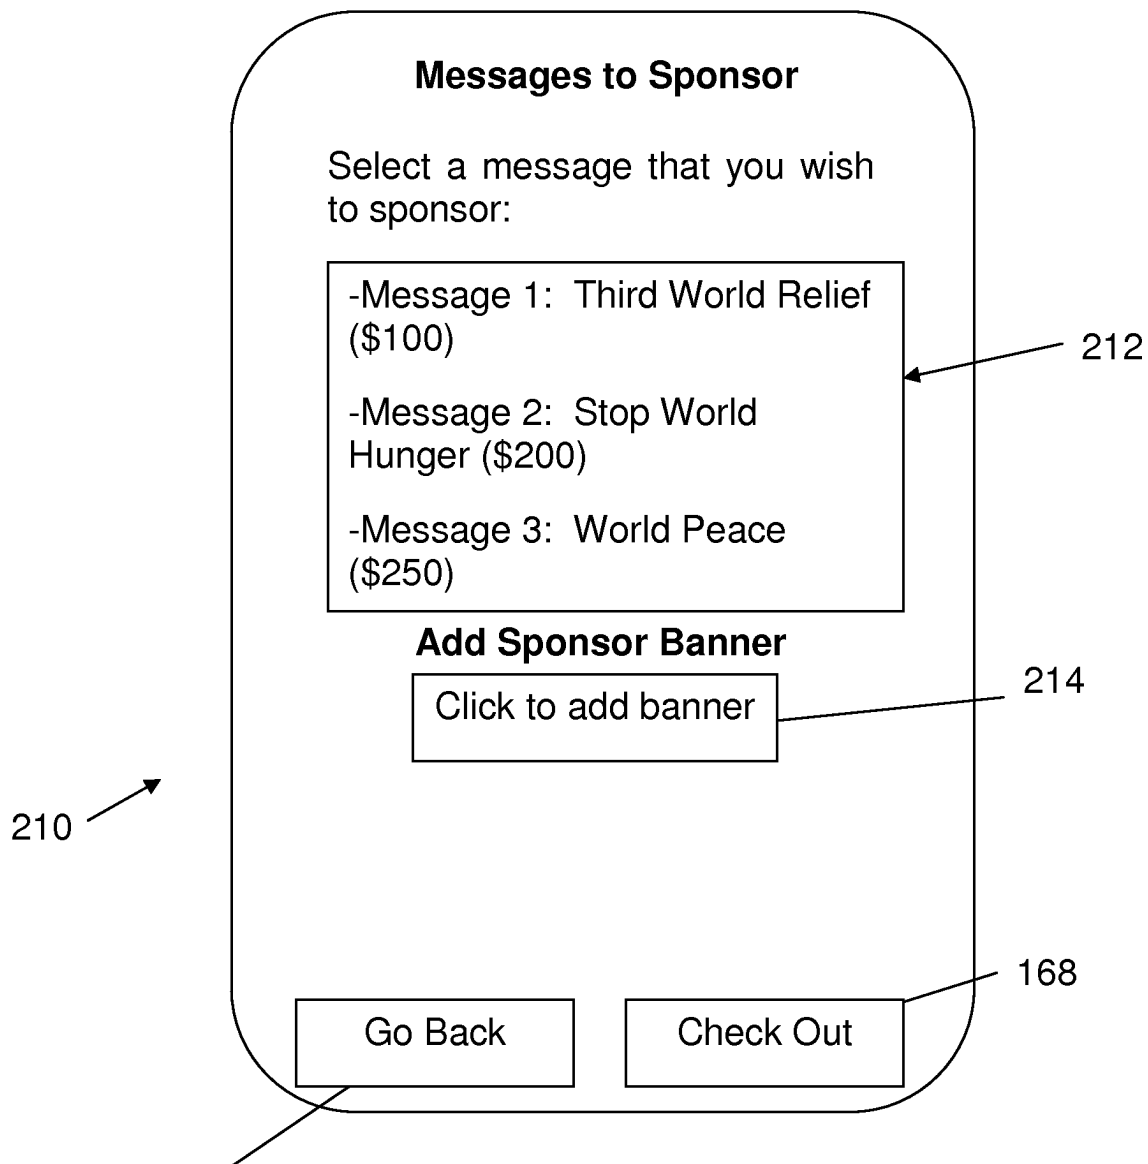 Messages to Sponsor
Select a message that you wish
to sponsor:
-Message 1:  Third World Relief
($100)
212
-Message 2:  Stop World
Hunger ($200)
-Message 3:  World Peace
($250)
Add Sponsor Banner
Click to add banner
214
210
168
Go Back
Check Out